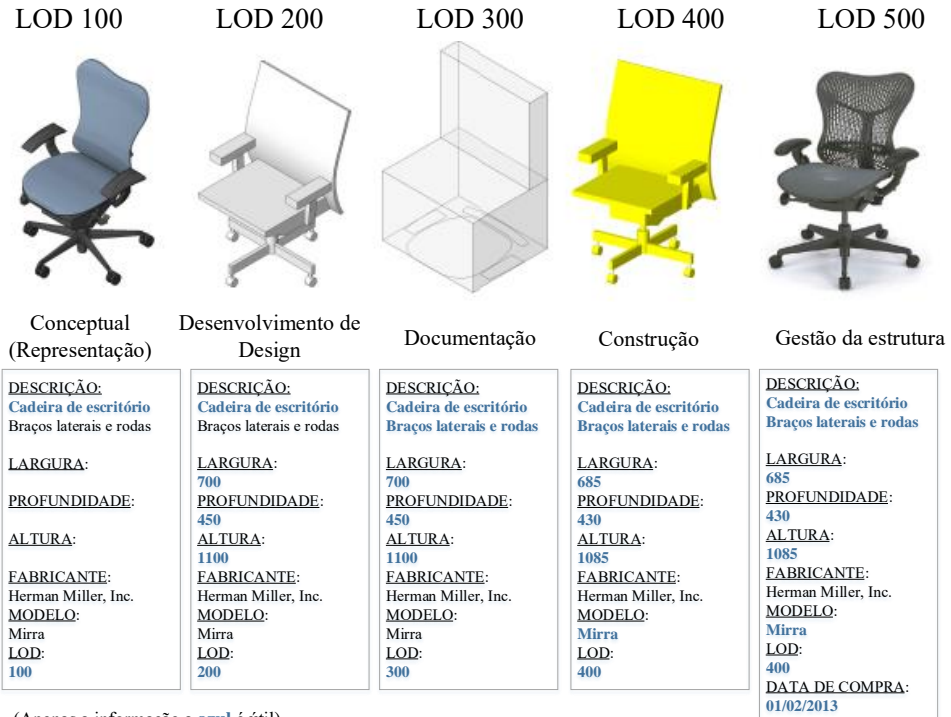 LOD 100
LOD 200
LOD 300
LOD 400
LOD 500
Conceptual
(Representação)
Desenvolvimento de
Design
Documentação
Construção
Gestão da estrutura
DESCRIÇÃO:
Cadeira de escritório
Braços laterais e rodas
LARGURA:
PROFUNDIDADE:
ALTURA:
FABRICANTE:
Herman Miller, Inc.
MODELO:
Mirra
LOD:
100
DESCRIÇÃO:
Cadeira de escritório
Braços laterais e rodas
LARGURA:
700
PROFUNDIDADE:
450
ALTURA:
1100
FABRICANTE:
Herman Miller, Inc.
MODELO:
Mirra
LOD:
200
DESCRIÇÃO:
Cadeira de escritório
Braços laterais e rodas
LARGURA:
700
PROFUNDIDADE:
450
ALTURA:
1100
FABRICANTE:
Herman Miller, Inc.
MODELO:
Mirra
LOD:
300
DESCRIÇÃO:
Cadeira de escritório
Braços laterais e rodas
LARGURA:
685
PROFUNDIDADE:
430
ALTURA:
1085
FABRICANTE:
Herman Miller, Inc.
MODELO:
Mirra
LOD:
400
DESCRIÇÃO:
Cadeira de escritório
Braços laterais e rodas
LARGURA:
685
PROFUNDIDADE:
430
ALTURA:
1085
FABRICANTE:
Herman Miller, Inc.
MODELO:
Mirra
LOD:
400
DATA DE COMPRA:
01/02/2013